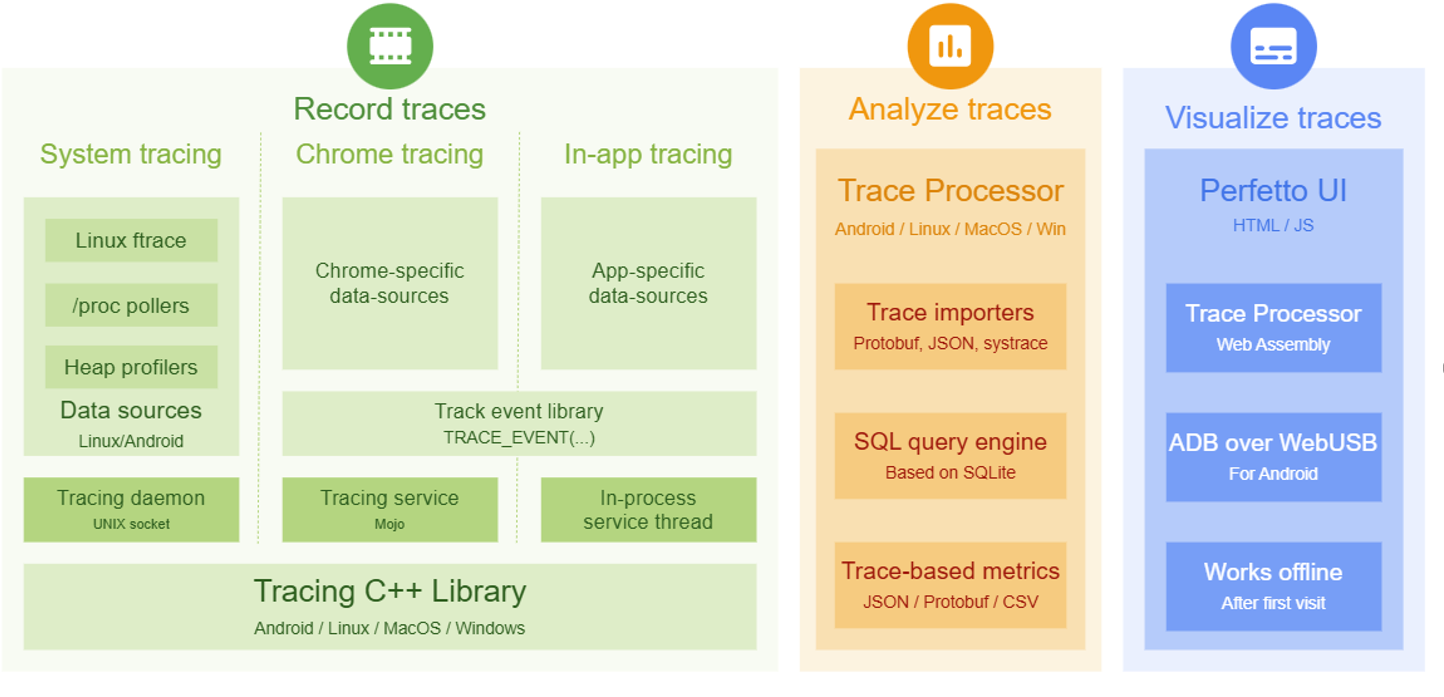 Record traces
System tracing
Linux ftrace
/proc pollers
Heap profilers
Data sources
Linux/Android
Tracing daemon
UNIX socket
Chrome tracing
Chrome-specific
data-sources
In-app tracing
App-specific
data-sources
Track event library
TRACE_EVENT(...)
Tracing service
Mojo
In-process
service thread
Tracing C++ Library
Android / Linux / MacOS / Windows
Analyze traces
Trace Processor
Android / Linux / MacOS / Win
Trace importers
Protobuf, JSON, systrace
SQL query engine
Based on SQLite
Trace-based metrics
JSON / Protobuf / CSV
Visualize traces
Perfetto UI
HTML / JS
Trace Processor
Web Assembly
ADB over WebUSB
For Android
Works offline
After first visit